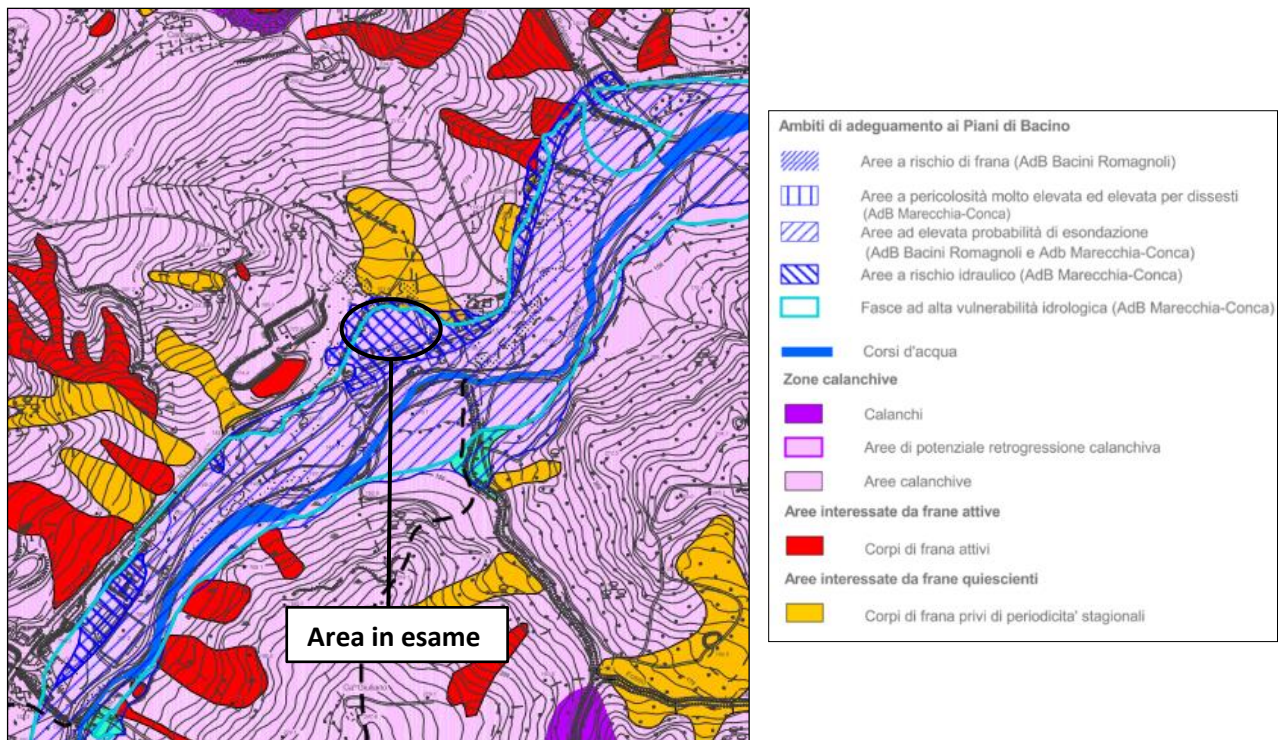 Area in esame
Ambiti di adeguamento ai Piani di Bacino
Aree a rischio di frana (AdB Bacini Romagnoli)
Aree a pericolosità molto elevata ed elevata per dissesti
(AdB Marecchia-Conca)
Aree ad elevata probabilità di esondazione
(AdB Bacini Romagnoli e Adb Marecchia-Conca)
Aree a rischio idraulico (AdB Marecchia-Conca)
Fasce ad alta vulnerabilità idrologica (AdB Marecchia-Conca)
Corsi d'acqua
Zone calanchive
Calanchi
Aree di potenziale retrogressione calanchiva
Aree calanchive
Aree interessate da frane attive
Corpi di frana attivi
Aree interessate da frane quiescienti
Corpi di frana privi di periodicita' stagionali